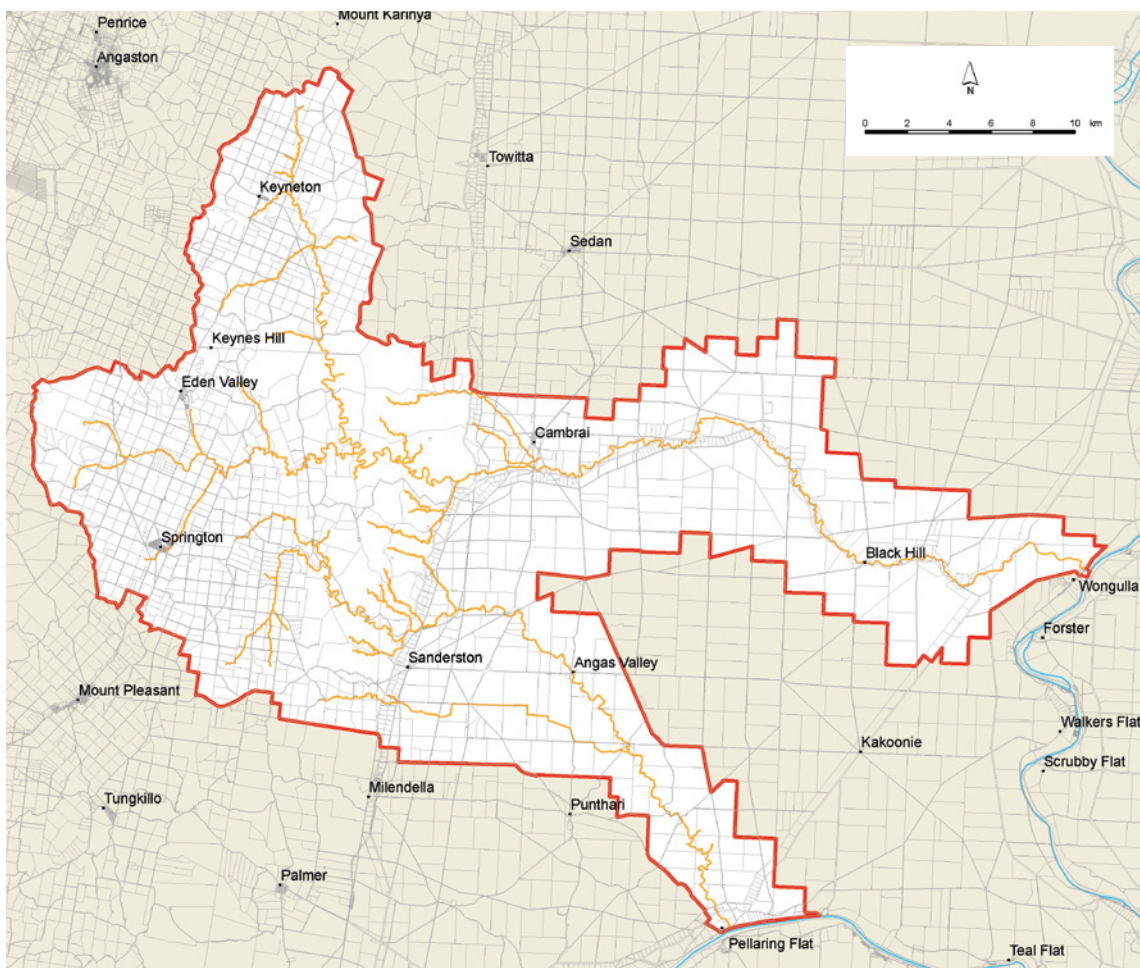 Mount Karinya
Penrice
Angaston
N
0 2 4 6 8 10 km
Towitta
Keyneton
Sedan
Keynes Hill
Eden Valley
Cambrai
Springton
Black Hill
Wongulla
Forster
Sanderston
Angas Valley
Mount Pleasant
Walkers Flat
Kakoonie
Scrubby Flat
Milendella
Tungkillo
Punthari
Palmer
Pellaring Flat
Teal Flat